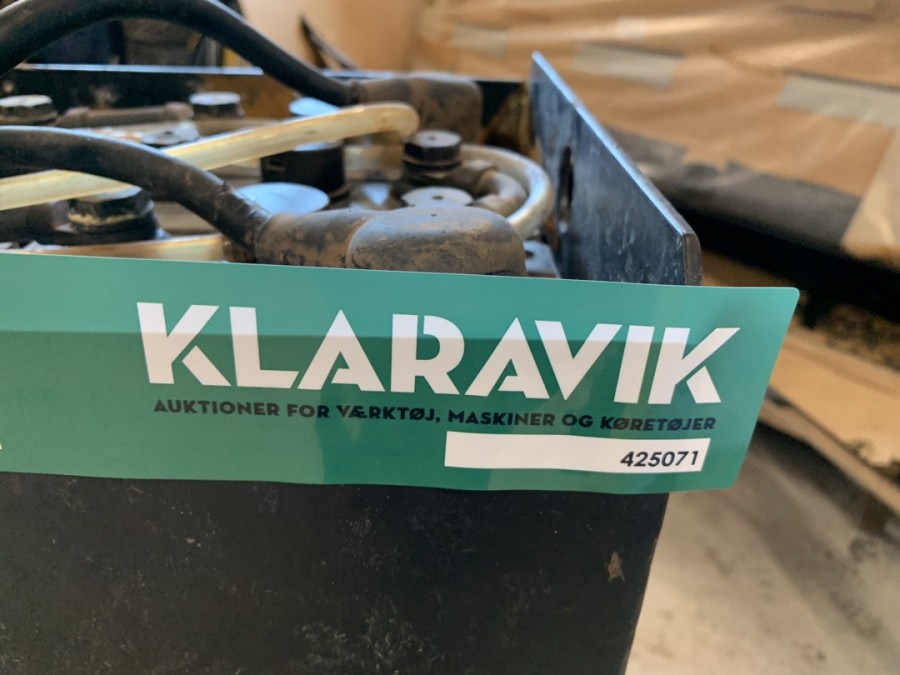 KLARAVIK
AUKTIONER FOR VÆRKTØJ, MASKINER OG KØRETØJER
425071